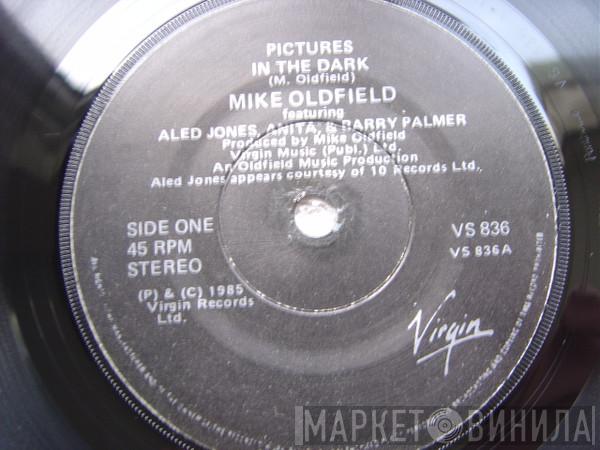 PICTURES
IN THE DARK
(M. Oldfield)
MIKE OLDFIELD
featuring
ALED JONES, ANITA, & BARRY PALMER
Produced by Mike Oldfield
Virgin Music (Publ.) Ltd.
An Oldfield Music Production
Aled Jones appears courtesy of 10 Records Ltd.
SIDE ONE
45 RPM
STEREO
VS 836
VS 836A
(P) & (C) 1985
Virgin Records
Ltd.
Virgin
МАРКЕТ ВИНИЛА